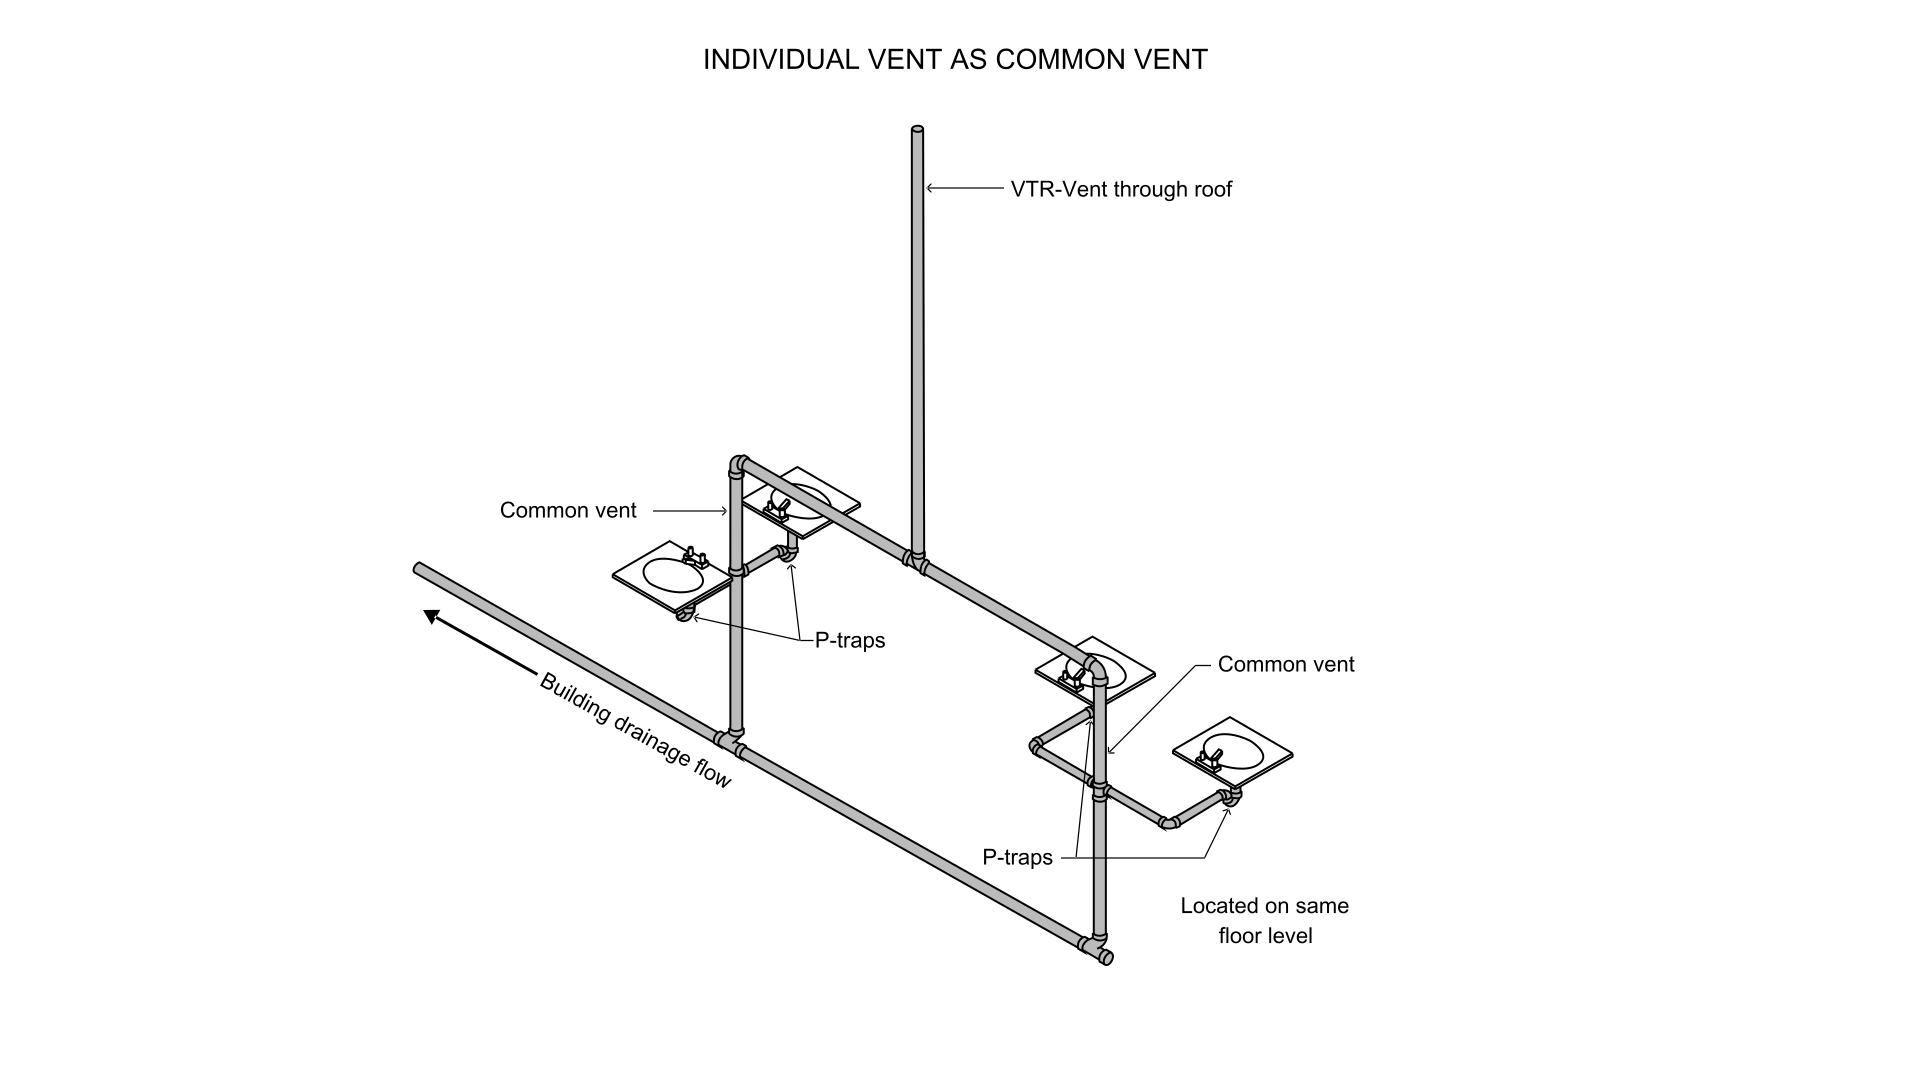 INDIVIDUAL VENT AS COMMON VENT
VTR-Vent through roof
Common vent
P-traps
Building drainage flow
Common vent
P-traps
Located on same
floor level